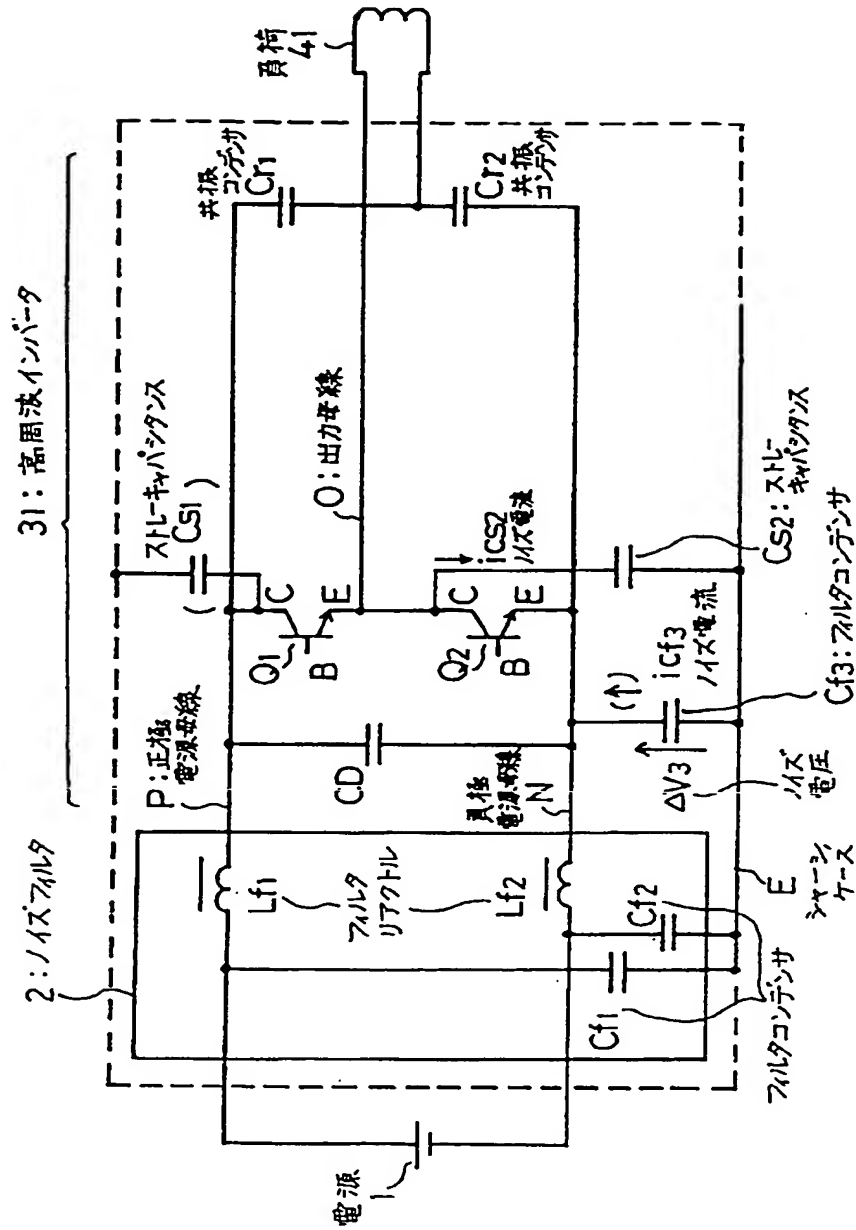 31:高周波インバータ
2:ノイズフィルタ
P:正極
電源母線
ストレーキャパシタンス
( Cs1 )
共振
コンデンサ
Cr1
負荷
41
電源
1
Lf1
フィルタ
リアクトル
Lf2
CD
Q1
C
B
E
O:出力母線
Q2
C
B
E
iCS2
ノイズ電流
Cr2
共振
コンデンサ
負極
電源母線
N
Cf1
Cf2
フィルタコンデンサ
(↑)
iCf3
ノイズ電流
ΔV3
ノイズ
電圧
E
シャーシ
ケース
Cf3:フィルタコンデンサ
Cs2:ストレー
キャパシタンス